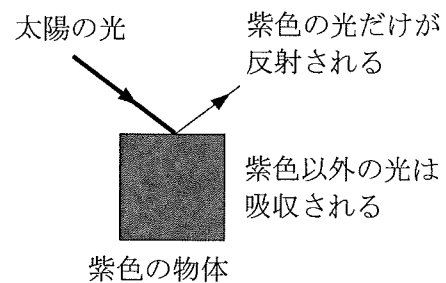 太陽の光
紫色の光だけが
反射される
紫色以外の光は
吸収される
紫色の物体